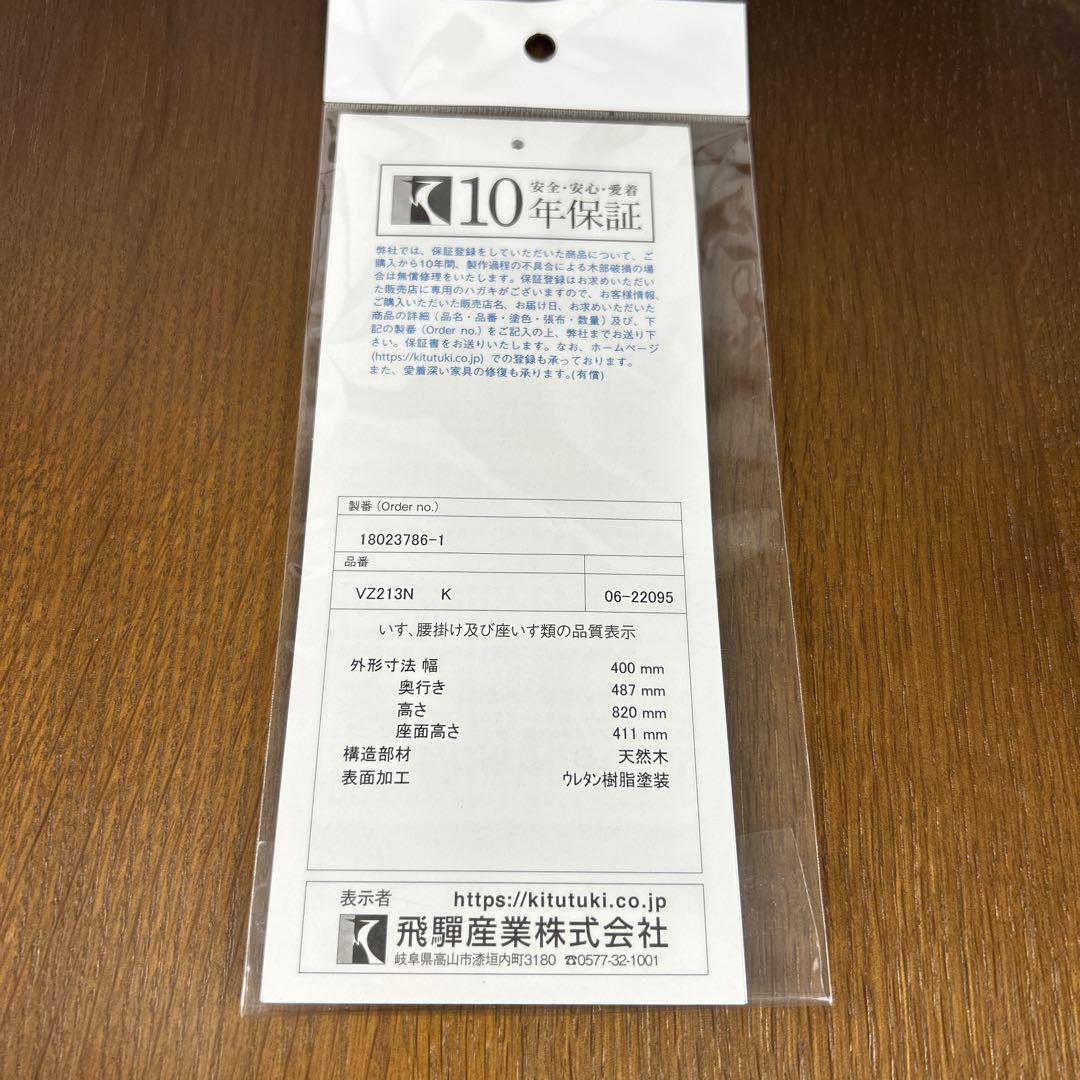 10年保証
安全・安心・愛着
弊社では、保証登録をしていただいた商品について、ご
購入から10年間、製作過程の不具合による木部破損の場
合は無償修理をいたします。保証登録はお求めいただい
た販売店に専用のハガキがございますので、お客様情報、
ご購入いただいた販売店名、お届け日、お求めいただいた
商品の詳細（品名・品番・塗色・張布・数量）及び、下
記の製番（Order no.）をご記入の上、弊社までお送り下
さい。保証書をお送りいたします。なお、ホームページ
(https://kitutuki.co.jp) での登録も承っております。
また、愛着深い家具の修復も承ります。(有償)
製番（Order no.）
18023786-1
品番
VZ213N K 06-22095
いす、腰掛け及び座いす類の品質表示
外形寸法 幅 400 mm
奥行き 487 mm
高さ 820 mm
座面高さ 411 mm
構造部材 天然木
表面加工 ウレタン樹脂塗装
表示者 https://kitutuki.co.jp
飛驒産業株式会社
岐阜県高山市漆垣内町3180 ☎0577-32-1001